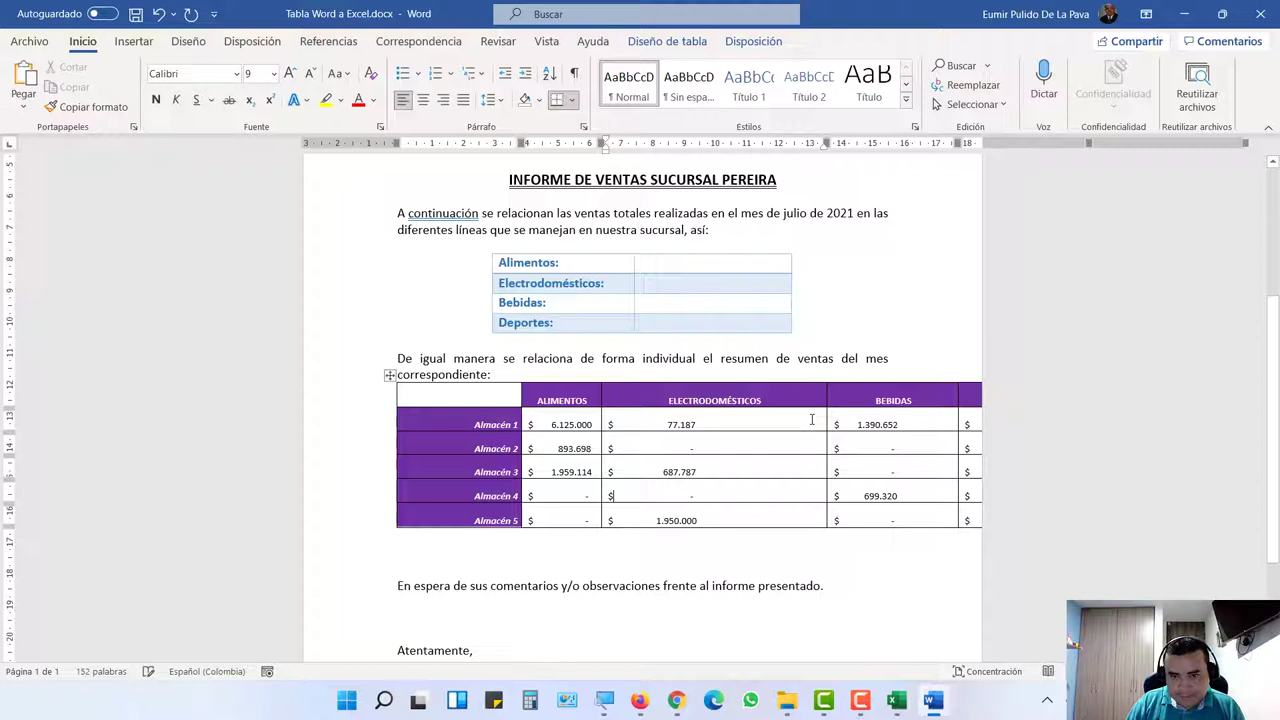 Autoguardado
Tabla Word a Excel.docx - Word
Buscar
Eumir Pulido De La Pava
Archivo Inicio Insertar Diseño Disposición Referencias Correspondencia Revisar Vista Ayuda Diseño de tabla Disposición Compartir Comentarios
Pegar
Cortar
Copiar
Copiar formato
Portapapeles
Calibri 9
N K S
Fuente
Párrafo
AaBbCcD AaBbCcD AaBbCc AaBbCcD AaB
¶ Normal ¶ Sin espa... Título 1 Título 2 Título
Estilos
Buscar
Reemplazar
Seleccionar
Edición
Dictar
Voz
Confidencialidad
Confidencialidad
Reutilizar archivos
Reutilizar archivos
INFORME DE VENTAS SUCURSAL PEREIRA
A continuación se relacionan las ventas totales realizadas en el mes de julio de 2021 en las
diferentes líneas que se manejan en nuestra sucursal, así:
Alimentos:
Electrodomésticos:
Bebidas:
Deportes:
De igual manera se relaciona de forma individual el resumen de ventas del mes
correspondiente:
ALIMENTOS ELECTRODOMÉSTICOS BEBIDAS
Almacén 1 $ 6.125.000 $ 77.187 $ 1.390.652 $
Almacén 2 $ 893.698 $ - $ - $
Almacén 3 $ 1.959.114 $ 687.787 $ - $
Almacén 4 $ - $ - $ 699.320 $
Almacén 5 $ - $ 1.950.000 $ - $
En espera de sus comentarios y/o observaciones frente al informe presentado.
Atentamente,
Página 1 de 1 152 palabras Español (Colombia) Concentración